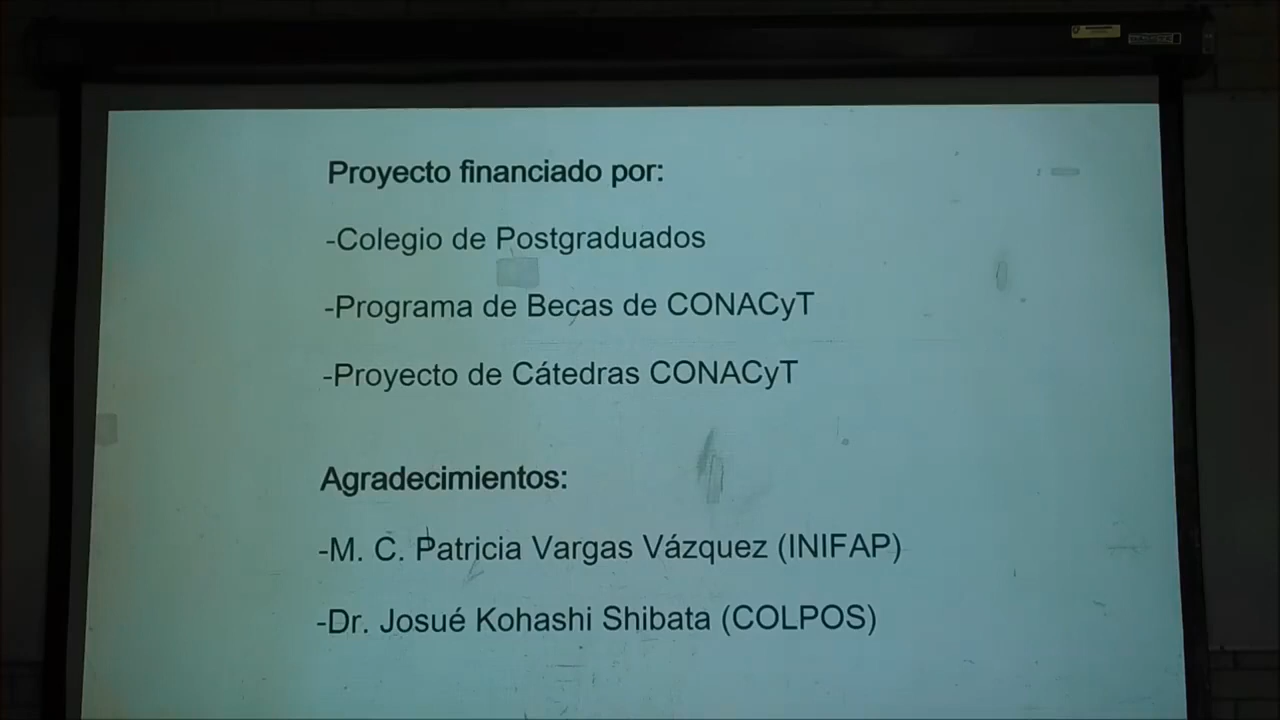 Proyecto financiado por:
-Colegio de Postgraduados
-Programa de Becas de CONACyT
-Proyecto de Cátedras CONACyT
Agradecimientos:
-M. C. Patricia Vargas Vázquez (INIFAP)
-Dr. Josué Kohashi Shibata (COLPOS)